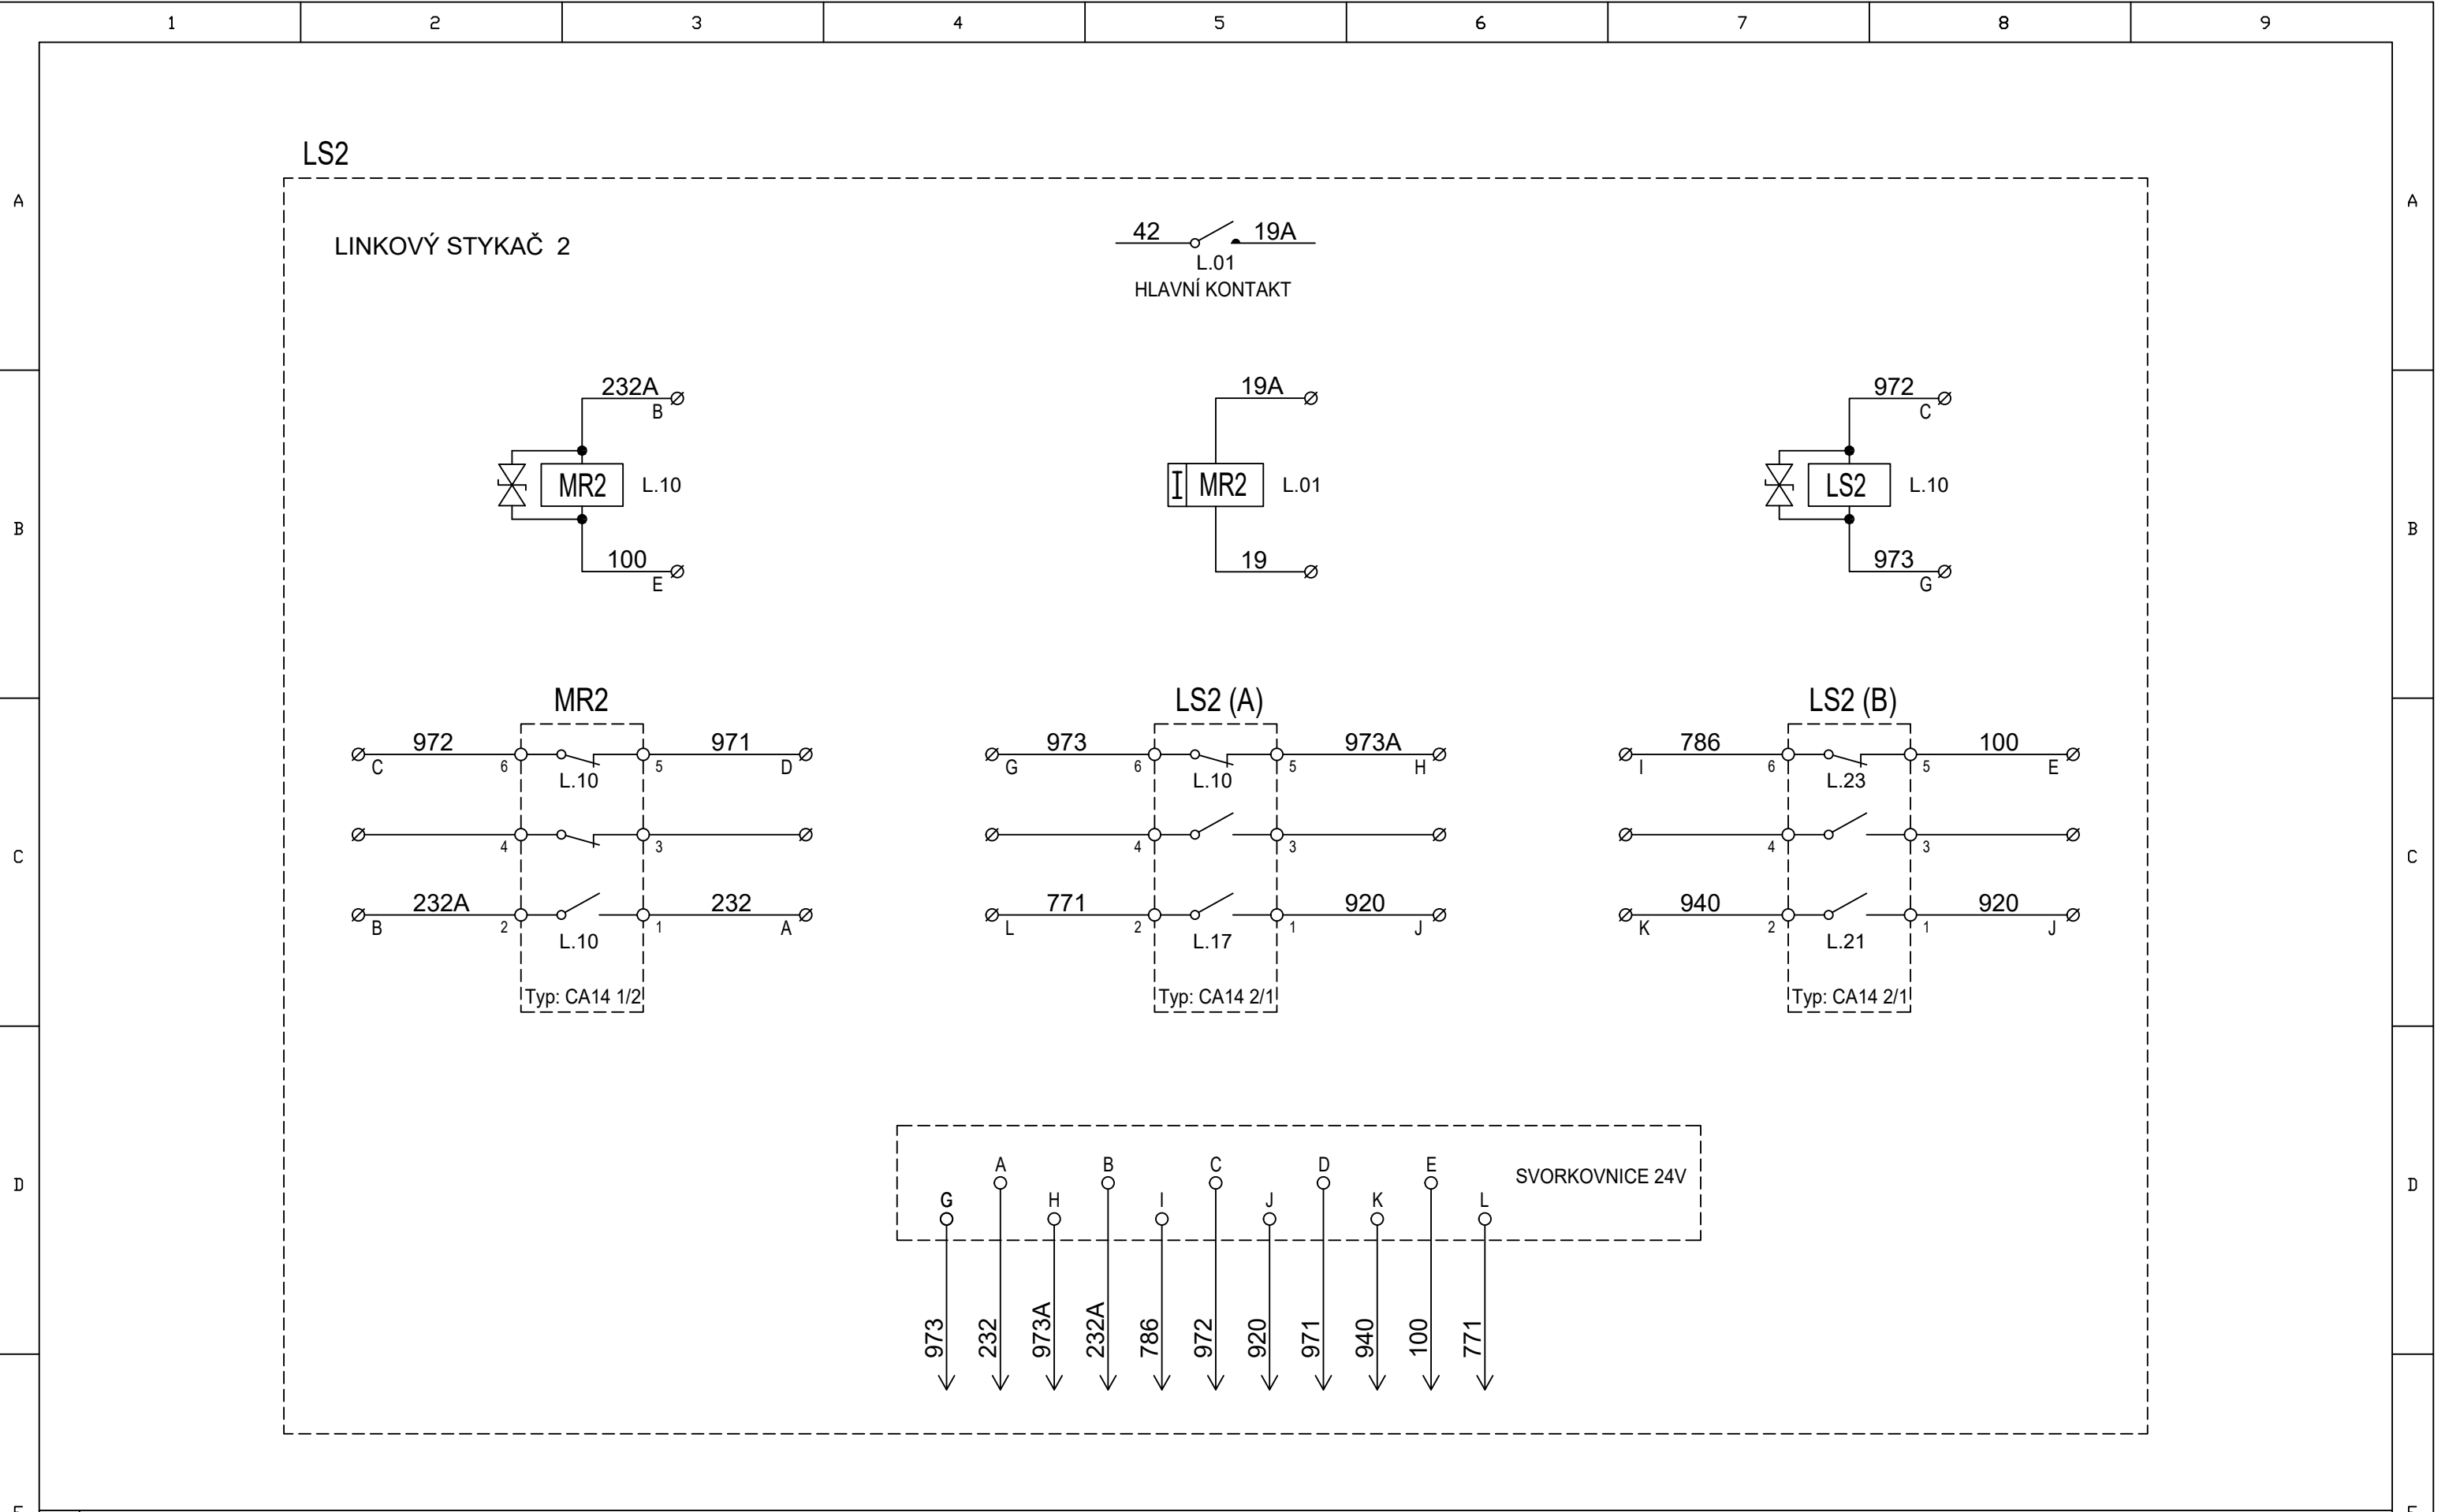 1 2 3 4 5 6 7 8 9
LS2
A A
LINKOVÝ STYKAČ 2
42 19A
L.01
HLAVNÍ KONTAKT
232A 19A 972
B C
MR2 L.10 I MR2 L.01 LS2 L.10
B B
100 19 973
E G
MR2 LS2 (A) LS2 (B)
972 971 973 973A 786 100
C 6 5 D G 6 5 H I 6 5 E
L.10 L.10 L.23
4 3 4 3 4 3
C C
232A 232 771 920 940 920
B 2 1 A L 2 1 J K 2 1 J
L.10 L.17 L.21
Typ: CA14 1/2 Typ: CA14 2/1 Typ: CA14 2/1
A B C D E
SVORKOVNICE 24V
D D
G H I J K L
973 232 973A 232A 786 972 920 971 940 100 771